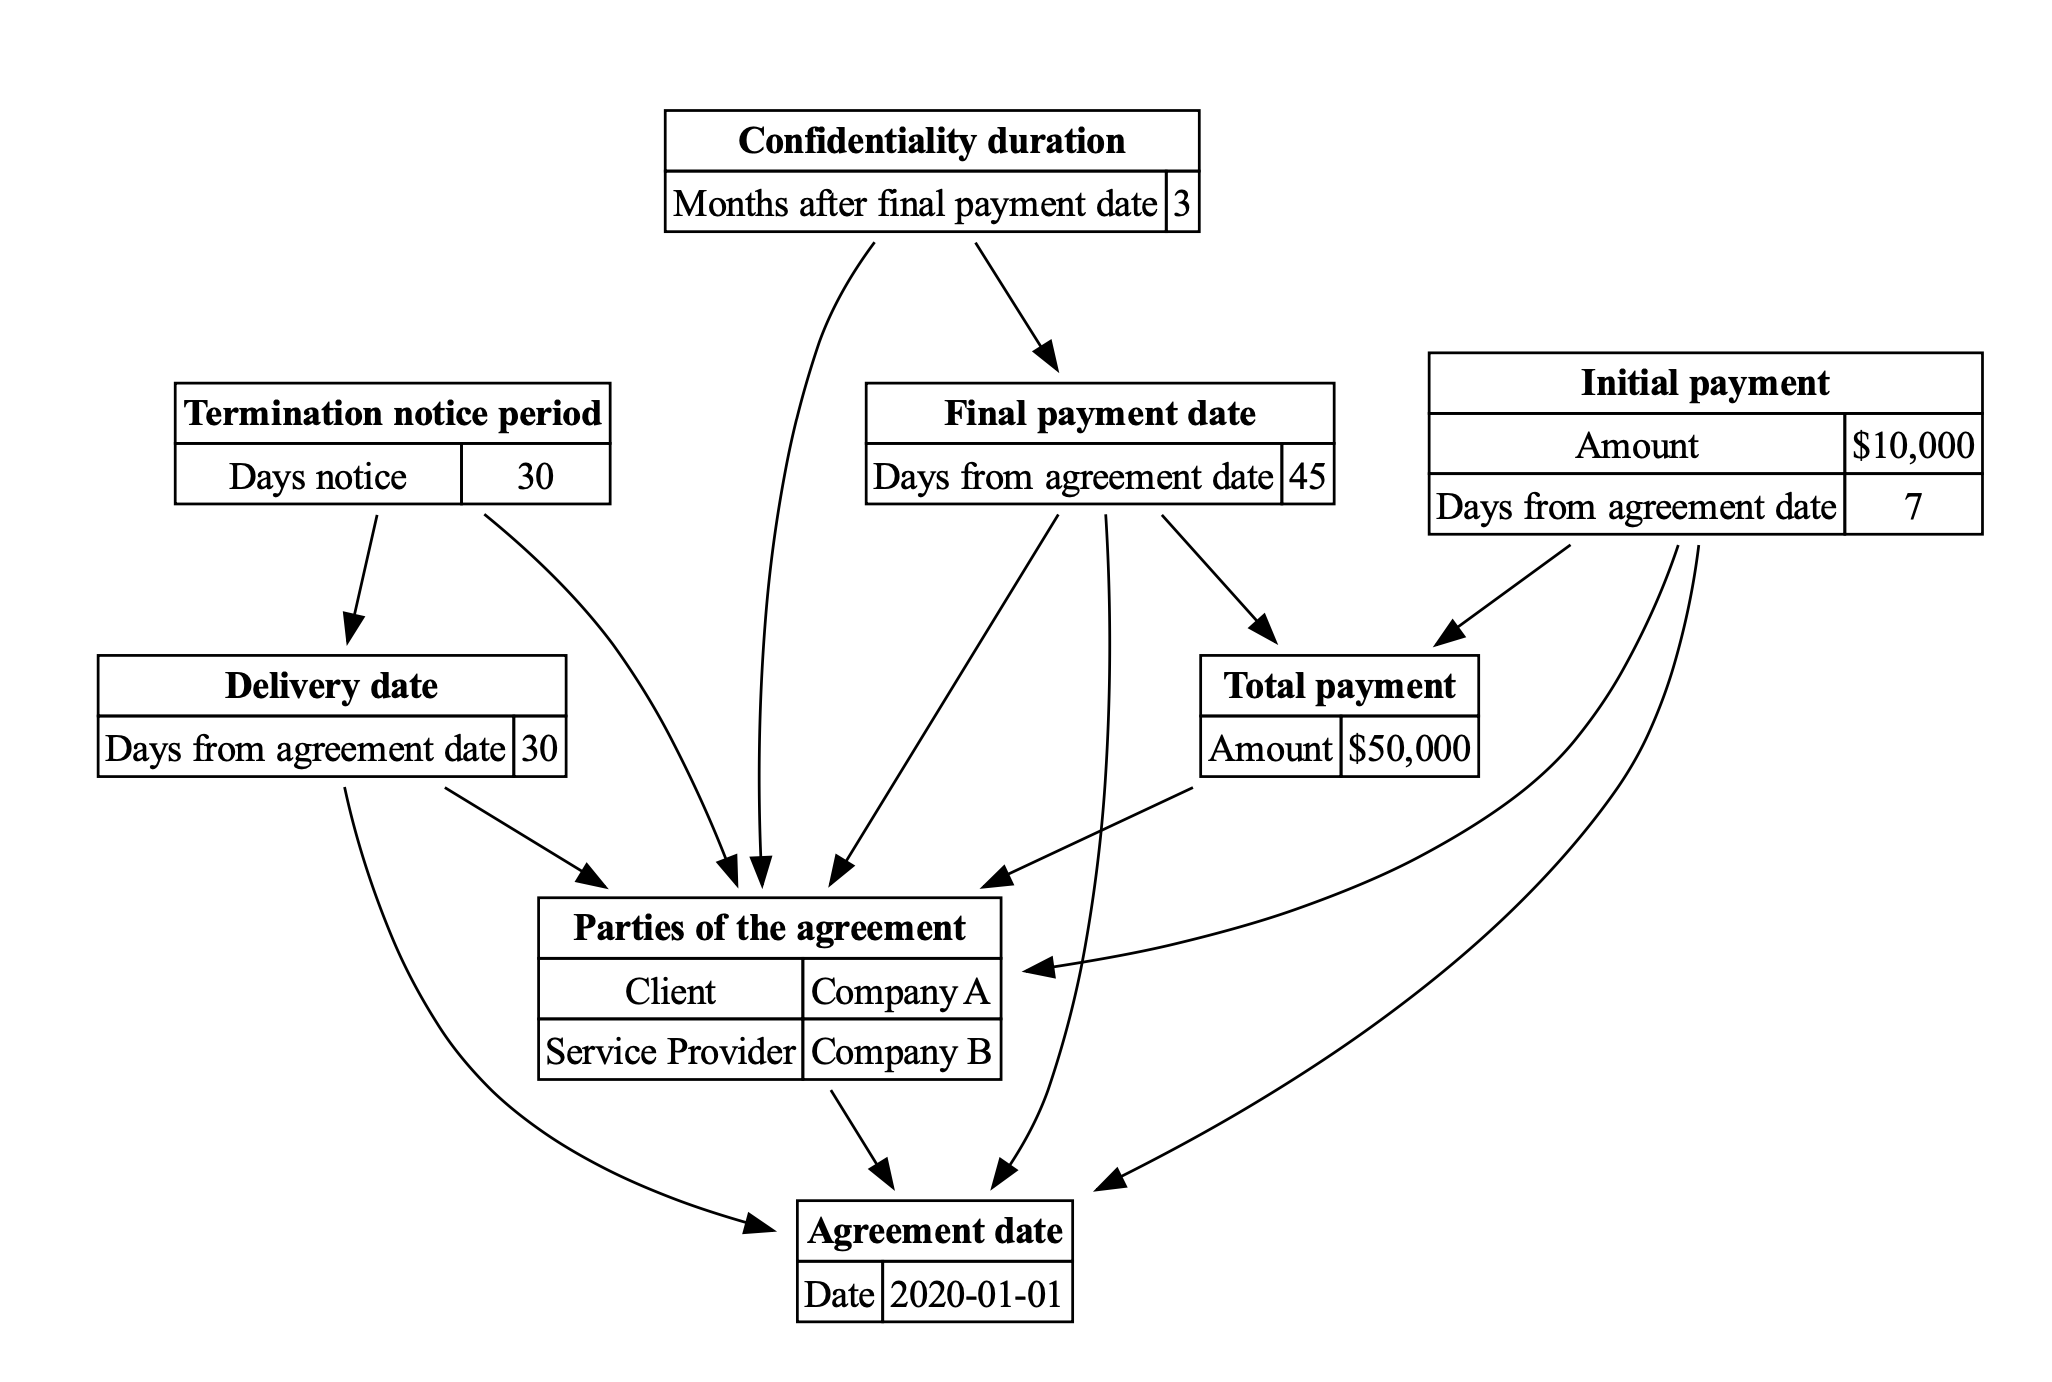 Confidentiality duration
Months after final payment date 3
Termination notice period
Days notice 30
Final payment date
Days from agreement date 45
Initial payment
Amount $10,000
Days from agreement date 7
Delivery date
Days from agreement date 30
Total payment
Amount $50,000
Parties of the agreement
Client Company A
Service Provider Company B
Agreement date
Date 2020-01-01